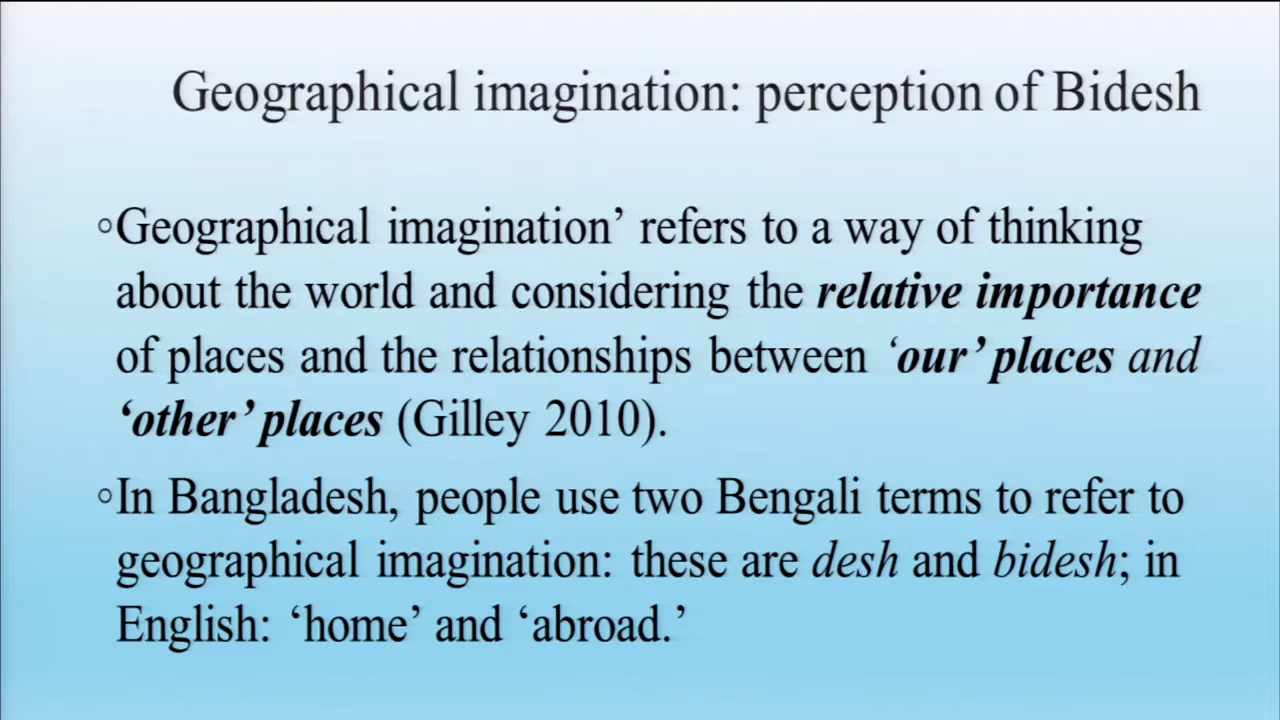 Geographical imagination: perception of Bidesh
◦Geographical imagination’ refers to a way of thinking
about the world and considering the relative importance
of places and the relationships between ‘our’ places and
‘other’ places (Gilley 2010).
◦In Bangladesh, people use two Bengali terms to refer to
geographical imagination: these are desh and bidesh; in
English: ‘home’ and ‘abroad.’